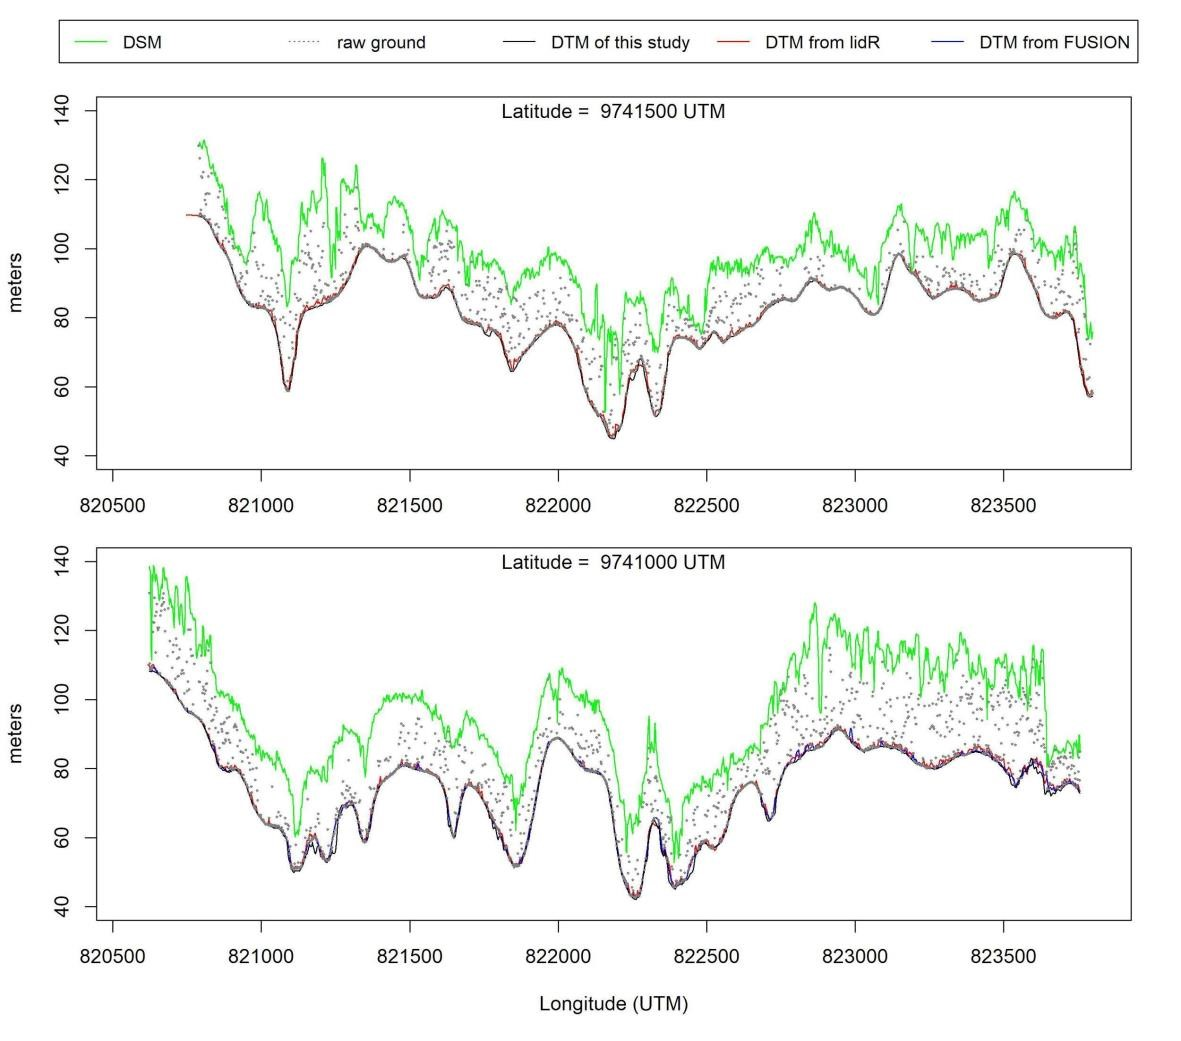 DSM raw ground DTM of this study DTM from lidR DTM from FUSION
Latitude = 9741500 UTM
140
120
100
80
60
40
meters
820500 821000 821500 822000 822500 823000 823500
Latitude = 9741000 UTM
140
120
100
80
60
40
meters
820500 821000 821500 822000 822500 823000 823500
Longitude (UTM)